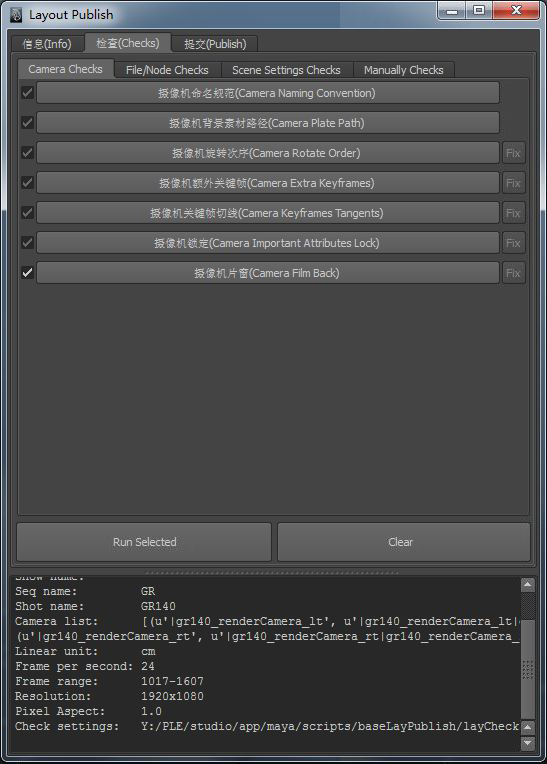 Layout Publish
信息(Info) 检查(Checks) 提交(Publish)
Camera Checks File/Node Checks Scene Settings Checks Manually Checks
摄像机命名规范(Camera Naming Convention)
摄像机背景素材路径(Camera Plate Path)
摄像机旋转次序(Camera Rotate Order) Fix
摄像机额外关键帧(Camera Extra Keyframes) Fix
摄像机关键帧切线(Camera Keyframes Tangents) Fix
摄像机锁定(Camera Important Attributes Lock) Fix
摄像机片窗(Camera Film Back) Fix
Run Selected Clear
Show name:
Seq name: GR
Shot name: GR140
Camera list: [(u'|gr140_renderCamera_lt', u'|gr140_renderCamera_lt|
(u'|gr140_renderCamera_rt', u'|gr140_renderCamera_rt|gr140_renderCamera_
Linear unit: cm
Frame per second: 24
Frame range: 1017-1607
Resolution: 1920x1080
Pixel Aspect: 1.0
Check settings: Y:/PLE/studio/app/maya/scripts/baseLayPublish/layCheck